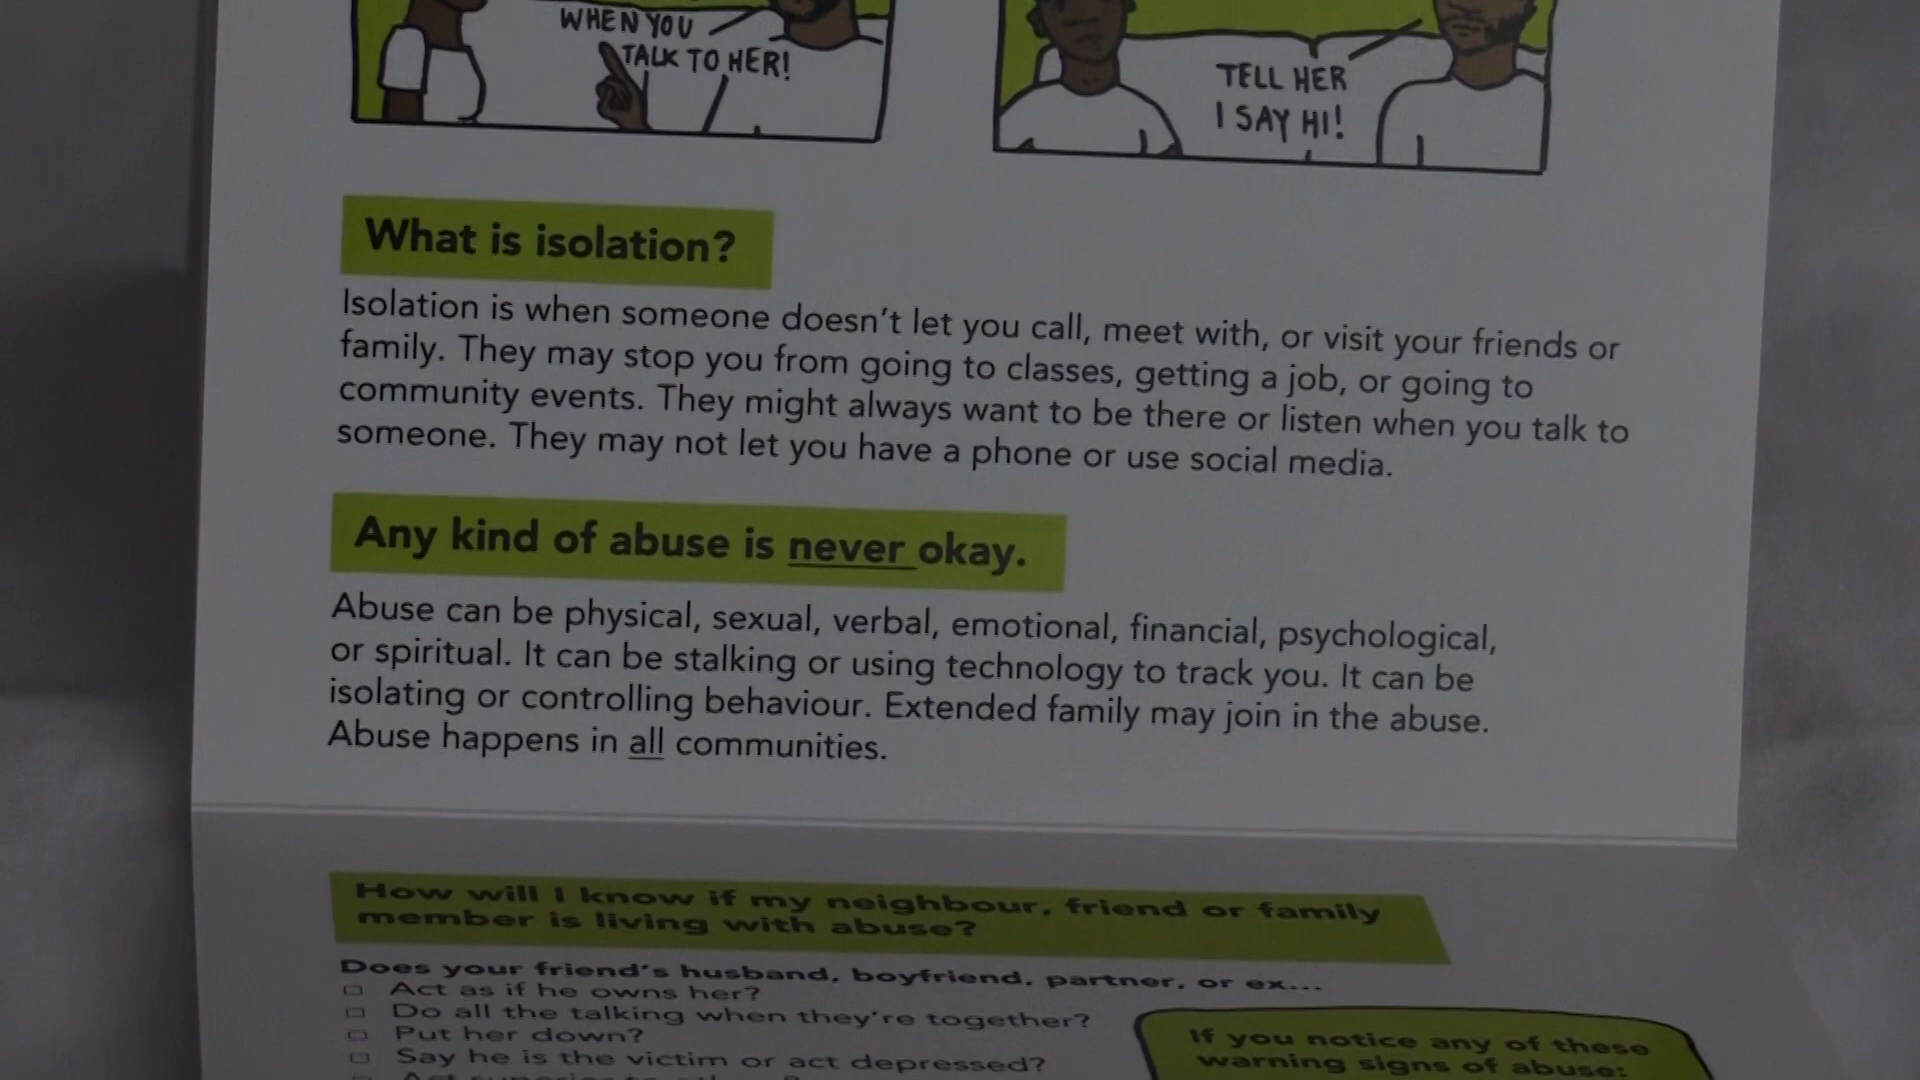 WHEN YOU
TALK TO HER!
TELL HER
I SAY HI!
What is isolation?
Isolation is when someone doesn't let you call, meet with, or visit your friends or
family. They may stop you from going to classes, getting a job, or going to
community events. They might always want to be there or listen when you talk to
someone. They may not let you have a phone or use social media.
Any kind of abuse is never okay.
Abuse can be physical, sexual, verbal, emotional, financial, psychological,
or spiritual. It can be stalking or using technology to track you. It can be
isolating or controlling behaviour. Extended family may join in the abuse.
Abuse happens in all communities.
How will I know if my neighbour, friend or family
member is living with abuse?
Does your friend's husband, boyfriend, partner, or ex...
Act as if he owns her?
Do all the talking when they're together?
Put her down?
Say he is the victim or act depressed?
If you notice any of these
warning signs of abuse: